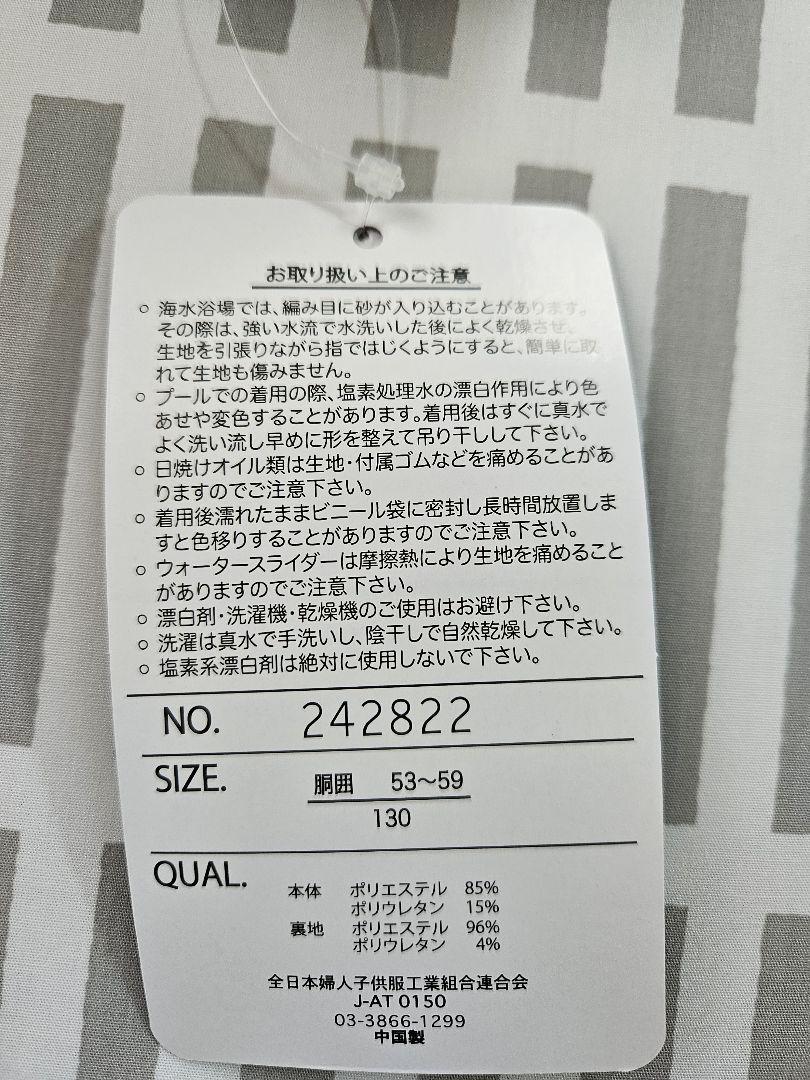 お取り扱い上のご注意
○ 海水浴場では、編み目に砂が入り込むことがあります。
その際は、強い水流で水洗いした後によく乾燥させ、
生地を引張りながら指ではじくようにすると、簡単に取
れて生地も傷みません。
○ プールでの着用の際、塩素処理水の漂白作用により色
あせや変色することがあります。着用後はすぐに真水で
よく洗い流し早めに形を整えて吊り干しして下さい。
○ 日焼けオイル類は生地・付属ゴムなどを痛めることがあ
りますのでご注意下さい。
○ 着用後濡れたままビニール袋に密封し長時間放置しま
すと色移りすることがありますのでご注意下さい。
○ ウォータースライダーは摩擦熱により生地を痛めること
がありますのでご注意下さい。
○ 漂白剤・洗濯機・乾燥機のご使用はお避け下さい。
○ 洗濯は真水で手洗いし、陰干しで自然乾燥して下さい。
○ 塩素系漂白剤は絶対に使用しないで下さい。
NO. 242822
SIZE. 胴囲 53〜59
130
QUAL. 本体 ポリエステル 85%
ポリウレタン 15%
裏地 ポリエステル 96%
ポリウレタン 4%
全日本婦人子供服工業組合連合会
J-AT 0150
03-3866-1299
中国製